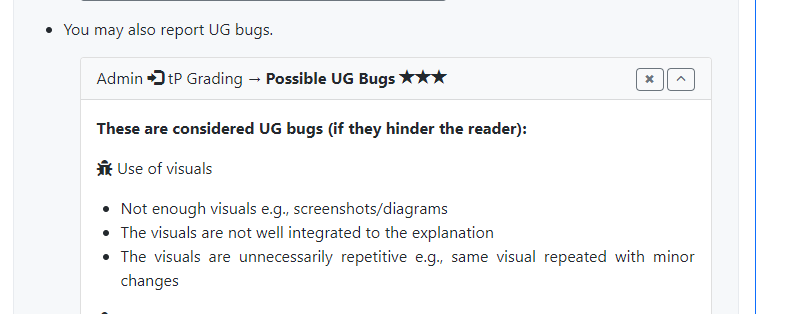 You may also report UG bugs.
Admin tP Grading → Possible UG Bugs ★★★
These are considered UG bugs (if they hinder the reader):
Use of visuals
Not enough visuals e.g., screenshots/diagrams
The visuals are not well integrated to the explanation
The visuals are unnecessarily repetitive e.g., same visual repeated with minor
changes